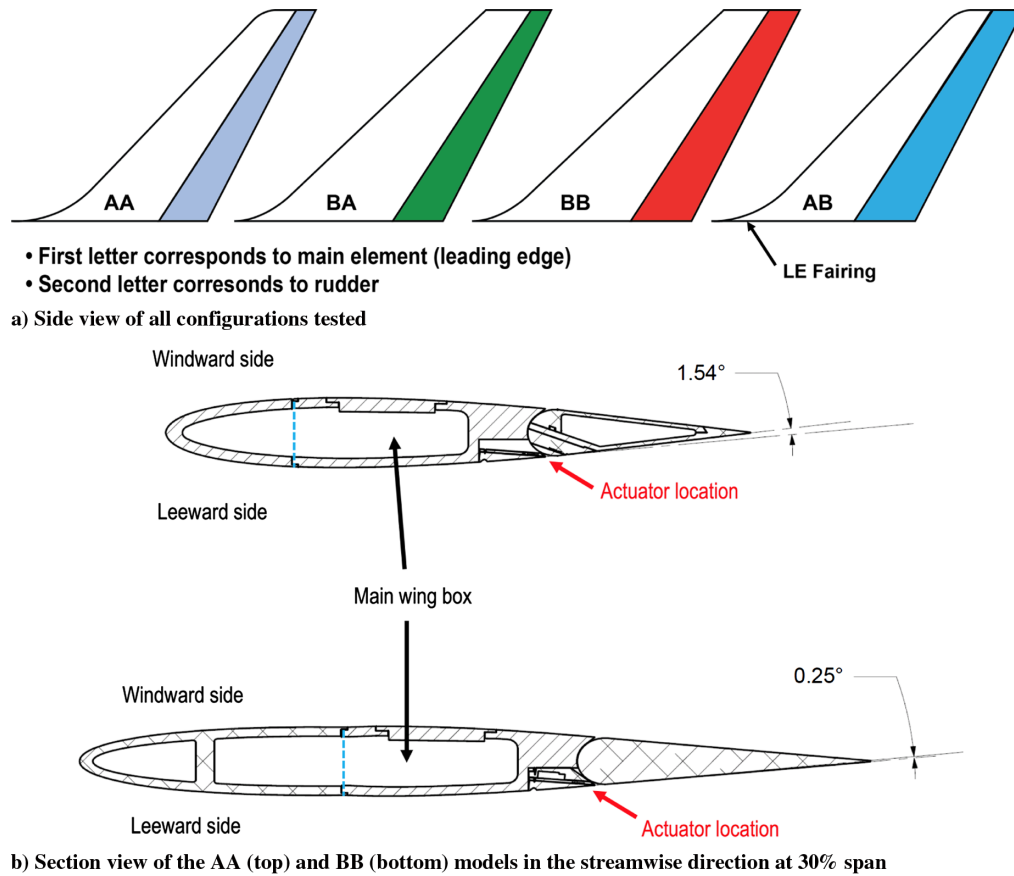 AA
BA
BB
AB
LE Fairing
• First letter corresponds to main element (leading edge)
• Second letter corresonds to rudder
a) Side view of all configurations tested
Windward side
1.54°
Actuator location
Leeward side
Main wing box
Windward side
0.25°
Actuator location
Leeward side
b) Section view of the AA (top) and BB (bottom) models in the streamwise direction at 30% span